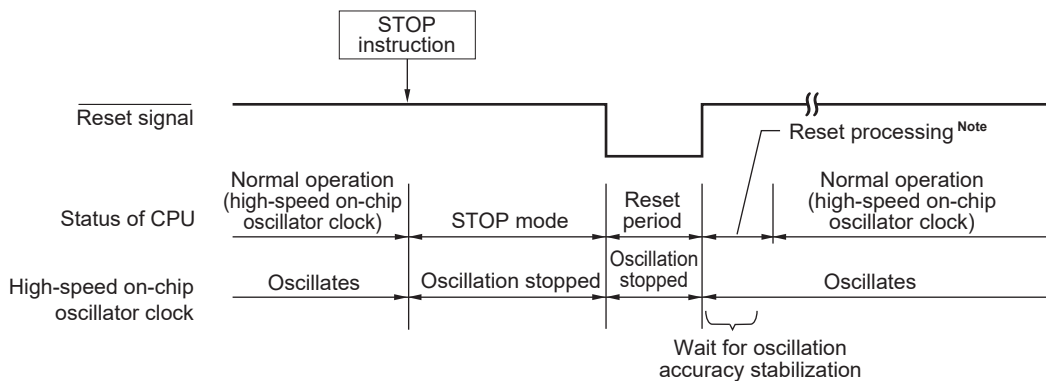 STOP
instruction
Reset signal
Reset processing Note
Status of CPU
Normal operation
(high-speed on-chip
oscillator clock)
STOP mode
Reset
period
Normal operation
(high-speed on-chip
oscillator clock)
High-speed on-chip
oscillator clock
Oscillates
Oscillation stopped
Oscillation
stopped
Oscillates
Wait for oscillation
accuracy stabilization